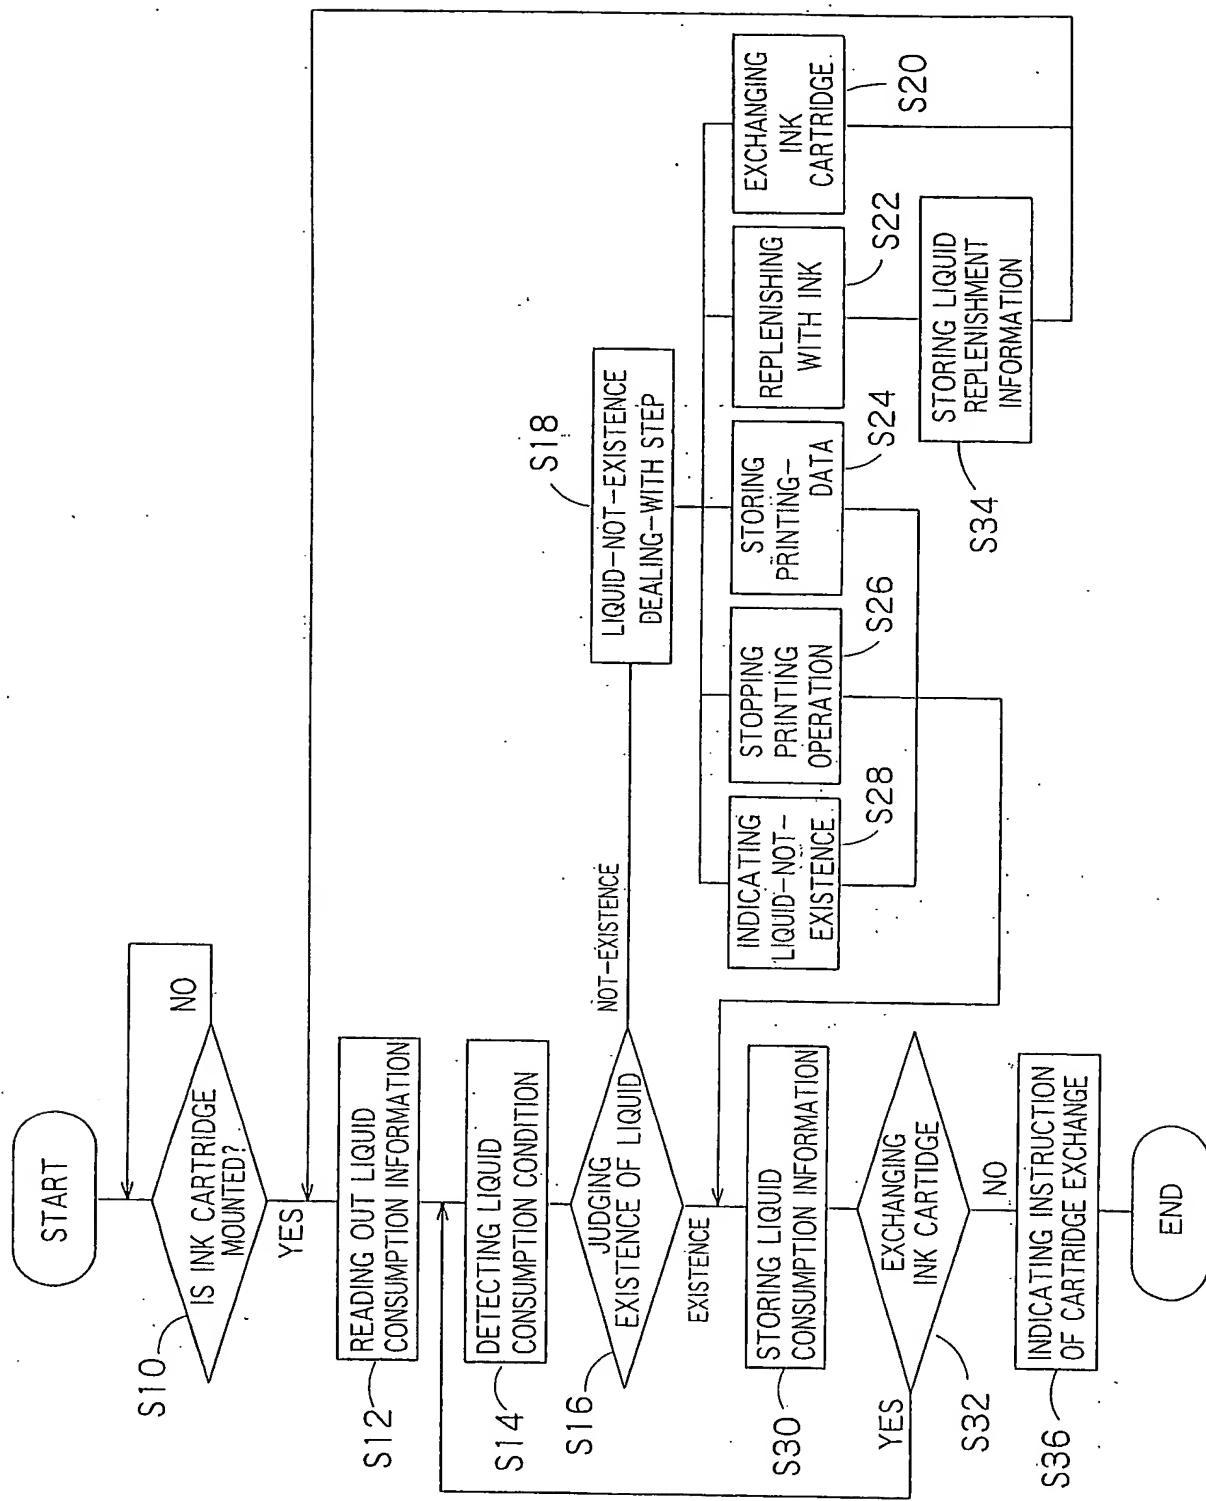 START
IS INK CARTRIDGE
MOUNTED?
S10
NO
YES
READING OUT LIQUID
CONSUMPTION INFORMATION
S12
DETECTING LIQUID
CONSUMPTION CONDITION
S14
JUDGING
EXISTENCE OF LIQUID
S16
NOT-EXISTENCE
EXISTENCE
LIQUID-NOT-EXISTENCE
DEALING-WITH STEP
S18
INDICATING
LIQUID-NOT-
EXISTENCE.
S28
STOPPING
PRINTING
OPERATION
S26
STORING
PRINTING-
DATA
S24
REPLENISHING
WITH INK
S22
EXCHANGING
INK
CARTRIDGE.
S20
STORING LIQUID
REPLENISHMENT
INFORMATION
S34
STORING LIQUID
CONSUMPTION INFORMATION
S30
EXCHANGING
INK CARTIDGE
S32
YES
NO
INDICATING INSTRUCTION
OF CARTRIDGE EXCHANGE
S36
END